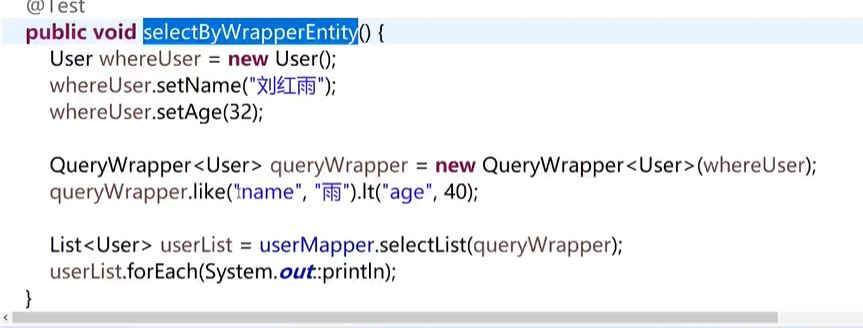 @Test
public void selectByWrapperEntity() {
User whereUser = new User();
whereUser.setName("刘红雨");
whereUser.setAge(32);
QueryWrapper<User> queryWrapper = new QueryWrapper<User>(whereUser);
queryWrapper.like("name", "雨").lt("age", 40);
List<User> userList = userMapper.selectList(queryWrapper);
userList.forEach(System.out::println);
}